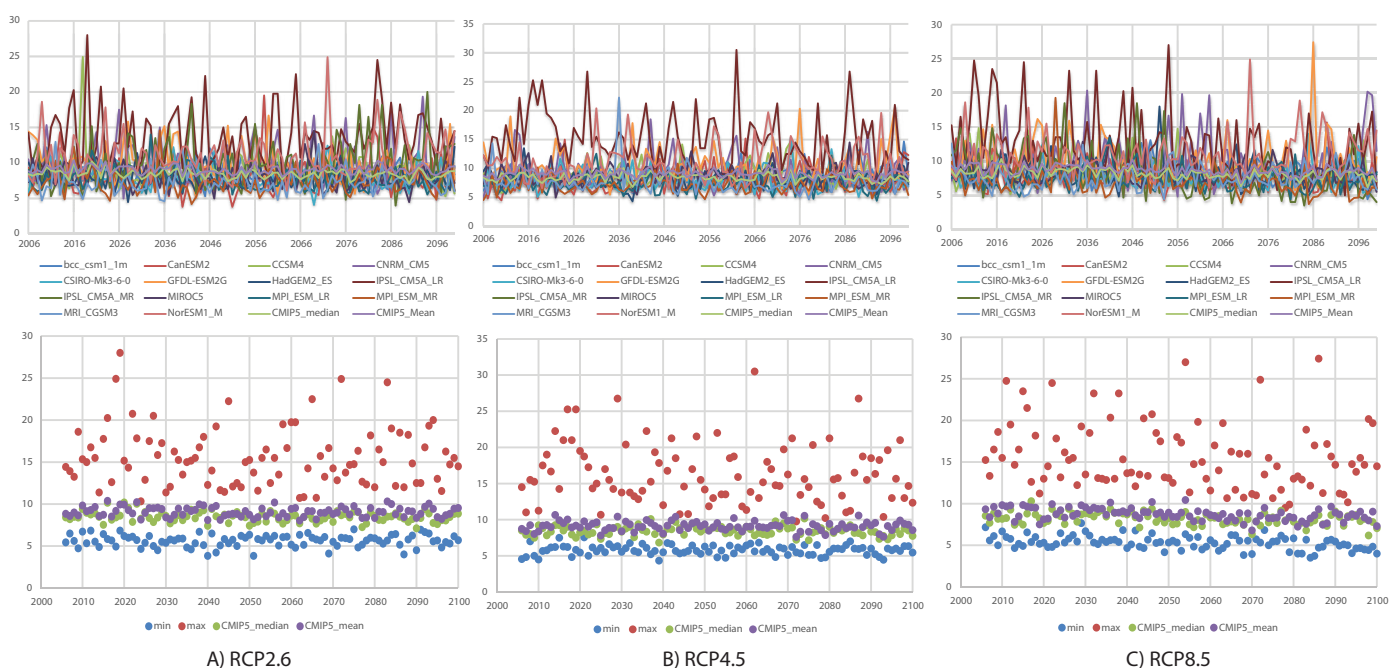 30
25
20
15
10
5
0
2006 2016 2026 2036 2046 2056 2066 2076 2086 2096
bcc_csm1_1m CanESM2 CCSM4 CNRM_CM5
CSIRO-Mk3-6-0 GFDL-ESM2G HadGEM2_ES IPSL_CM5A_LR
IPSL_CM5A_MR MIROC5 MPI_ESM_LR MPI_ESM_MR
MRI_CGSM3 NorESM1_M CMIP5_median CMIP5_Mean
35
30
25
20
15
10
5
0
2006 2016 2026 2036 2046 2056 2066 2076 2086 2096
bcc_csm1_1m CanESM2 CCSM4 CNRM_CM5
CSIRO-Mk3-6-0 GFDL-ESM2G HadGEM2_ES IPSL_CM5A_LR
IPSL_CM5A_MR MIROC5 MPI_ESM_LR MPI_ESM_MR
MRI_CGSM3 NorESM1_M CMIP5_median CMIP5_Mean
30
25
20
15
10
5
0
2006 2016 2026 2036 2046 2056 2066 2076 2086 2096
bcc_csm1_1m CanESM2 CCSM4 CNRM_CM5
CSIRO-Mk3-6-0 GFDL-ESM2G HadGEM2_ES IPSL_CM5A_LR
IPSL_CM5A_MR MIROC5 MPI_ESM_LR MPI_ESM_MR
MRI_CGSM3 NorESM1_M CMIP5_median CMIP5_Mean
30
25
20
15
10
5
0
2000 2010 2020 2030 2040 2050 2060 2070 2080 2090 2100
min max CMIP5_median CMIP5_mean
A) RCP2.6
35
30
25
20
15
10
5
0
2000 2010 2020 2030 2040 2050 2060 2070 2080 2090 2100
min max CMIP5_median CMIP5_mean
B) RCP4.5
30
25
20
15
10
5
0
2000 2010 2020 2030 2040 2050 2060 2070 2080 2090 2100
min max CMIP5_median CMIP5_mean
C) RCP8.5